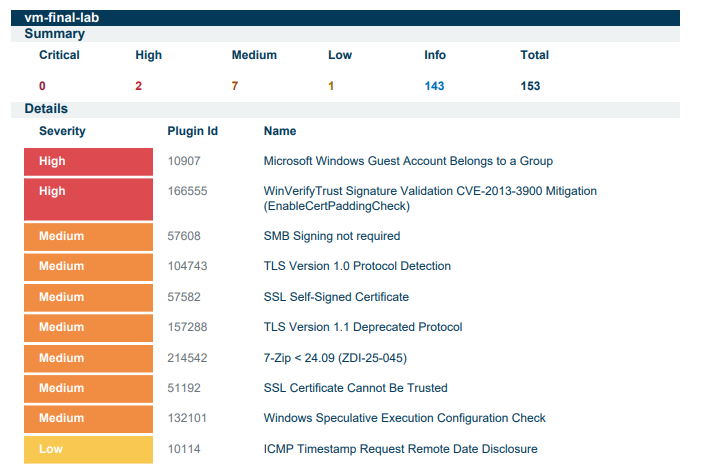 vm-final-lab
Summary
Critical High Medium Low Info Total
0 2 7 1 143 153
Details
Severity Plugin Id Name
High 10907 Microsoft Windows Guest Account Belongs to a Group
High 166555 WinVerifyTrust Signature Validation CVE-2013-3900 Mitigation
(EnableCertPaddingCheck)
Medium 57608 SMB Signing not required
Medium 104743 TLS Version 1.0 Protocol Detection
Medium 57582 SSL Self-Signed Certificate
Medium 157288 TLS Version 1.1 Deprecated Protocol
Medium 214542 7-Zip < 24.09 (ZDI-25-045)
Medium 51192 SSL Certificate Cannot Be Trusted
Medium 132101 Windows Speculative Execution Configuration Check
Low 10114 ICMP Timestamp Request Remote Date Disclosure